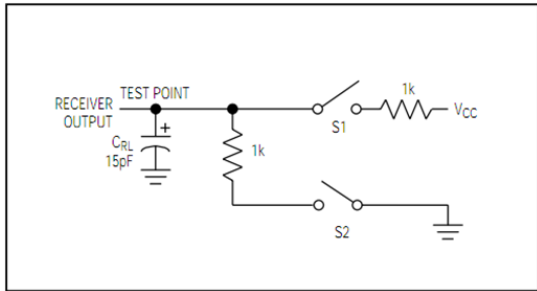 TEST POINT
RECEIVER
OUTPUT
CRL
15pF
+
1k
S1
1k
VCC
S2